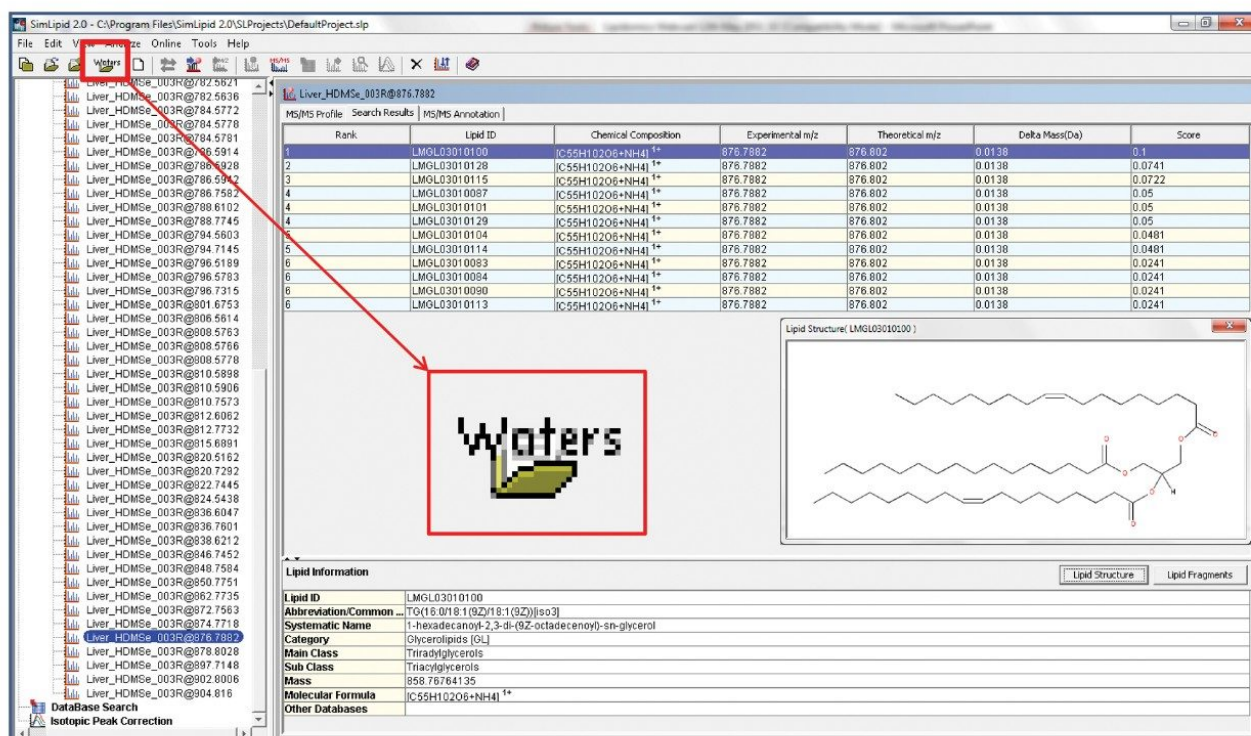 SimLipid 2.0 - C:\Program Files\SimLipid 2.0\SLProjects\DefaultProject.slp
File Edit View Analyze Online Tools Help
Waters
Liver_HDMSe_003R@782.5621
Liver_HDMSe_003R@782.5636
Liver_HDMSe_003R@784.5772
Liver_HDMSe_003R@784.5778
Liver_HDMSe_003R@784.5781
Liver_HDMSe_003R@786.5914
Liver_HDMSe_003R@786.5928
Liver_HDMSe_003R@786.5942
Liver_HDMSe_003R@786.7582
Liver_HDMSe_003R@788.6102
Liver_HDMSe_003R@788.7745
Liver_HDMSe_003R@794.5603
Liver_HDMSe_003R@794.7145
Liver_HDMSe_003R@796.5189
Liver_HDMSe_003R@796.5783
Liver_HDMSe_003R@796.7315
Liver_HDMSe_003R@801.6753
Liver_HDMSe_003R@806.5614
Liver_HDMSe_003R@808.5763
Liver_HDMSe_003R@808.5766
Liver_HDMSe_003R@808.5778
Liver_HDMSe_003R@810.5898
Liver_HDMSe_003R@810.5906
Liver_HDMSe_003R@810.7573
Liver_HDMSe_003R@812.6062
Liver_HDMSe_003R@812.7732
Liver_HDMSe_003R@815.6891
Liver_HDMSe_003R@820.5162
Liver_HDMSe_003R@820.7292
Liver_HDMSe_003R@822.7445
Liver_HDMSe_003R@824.5438
Liver_HDMSe_003R@836.6047
Liver_HDMSe_003R@836.7601
Liver_HDMSe_003R@838.6212
Liver_HDMSe_003R@846.7452
Liver_HDMSe_003R@848.7584
Liver_HDMSe_003R@850.7751
Liver_HDMSe_003R@862.7735
Liver_HDMSe_003R@872.7563
Liver_HDMSe_003R@874.7718
Liver_HDMSe_003R@876.7882
Liver_HDMSe_003R@878.8028
Liver_HDMSe_003R@897.7148
Liver_HDMSe_003R@902.8006
Liver_HDMSe_003R@904.816
DataBase Search
Isotopic Peak Correction
Liver_HDMSe_003R@876.7882
MS/MS Profile Search Results MS/MS Annotation
Rank Lipid ID Chemical Composition Experimental m/z Theoretical m/z Delta Mass(Da) Score
1 LMGL03010100 [C55H102O6+NH4] 1+ 876.7882 876.802 0.0138 0.1
2 LMGL03010128 [C55H102O6+NH4] 1+ 876.7882 876.802 0.0138 0.0741
3 LMGL03010115 [C55H102O6+NH4] 1+ 876.7882 876.802 0.0138 0.0722
4 LMGL03010087 [C55H102O6+NH4] 1+ 876.7882 876.802 0.0138 0.05
4 LMGL03010101 [C55H102O6+NH4] 1+ 876.7882 876.802 0.0138 0.05
4 LMGL03010129 [C55H102O6+NH4] 1+ 876.7882 876.802 0.0138 0.05
5 LMGL03010104 [C55H102O6+NH4] 1+ 876.7882 876.802 0.0138 0.0481
5 LMGL03010114 [C55H102O6+NH4] 1+ 876.7882 876.802 0.0138 0.0481
6 LMGL03010083 [C55H102O6+NH4] 1+ 876.7882 876.802 0.0138 0.0241
6 LMGL03010084 [C55H102O6+NH4] 1+ 876.7882 876.802 0.0138 0.0241
6 LMGL03010090 [C55H102O6+NH4] 1+ 876.7882 876.802 0.0138 0.0241
6 LMGL03010113 [C55H102O6+NH4] 1+ 876.7882 876.802 0.0138 0.0241
Waters
Lipid Structure( LMGL03010100 )
O
O O
O
O H
O
Lipid Information
Lipid Structure Lipid Fragments
Lipid ID LMGL03010100
Abbreviation/Common ... TG(16:0/18:1(9Z)/18:1(9Z))[iso3]
Systematic Name 1-hexadecanoyl-2,3-di-(9Z-octadecenoyl)-sn-glycerol
Category Glycerolipids [GL]
Main Class Triradylglycerols
Sub Class Triacylglycerols
Mass 858.76764135
Molecular Formula [C55H102O6+NH4] 1+
Other Databases